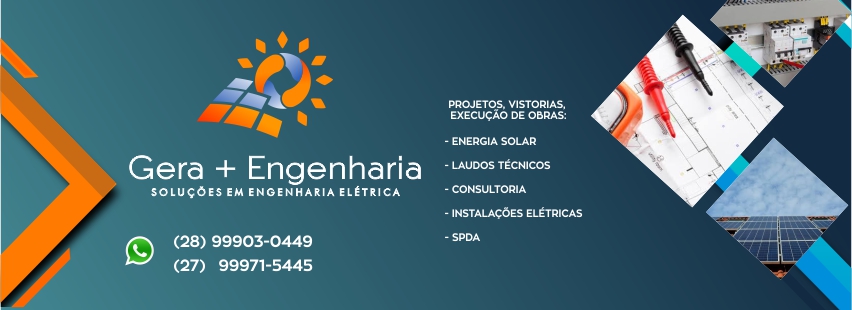 Gera + Engenharia
SOLUÇÕES EM ENGENHARIA ELÉTRICA
(28) 99903-0449
(27) 99971-5445
PROJETOS, VISTORIAS,
EXECUÇÃO DE OBRAS:
- ENERGIA SOLAR
- LAUDOS TÉCNICOS
- CONSULTORIA
- INSTALAÇÕES ELÉTRICAS
- SPDA